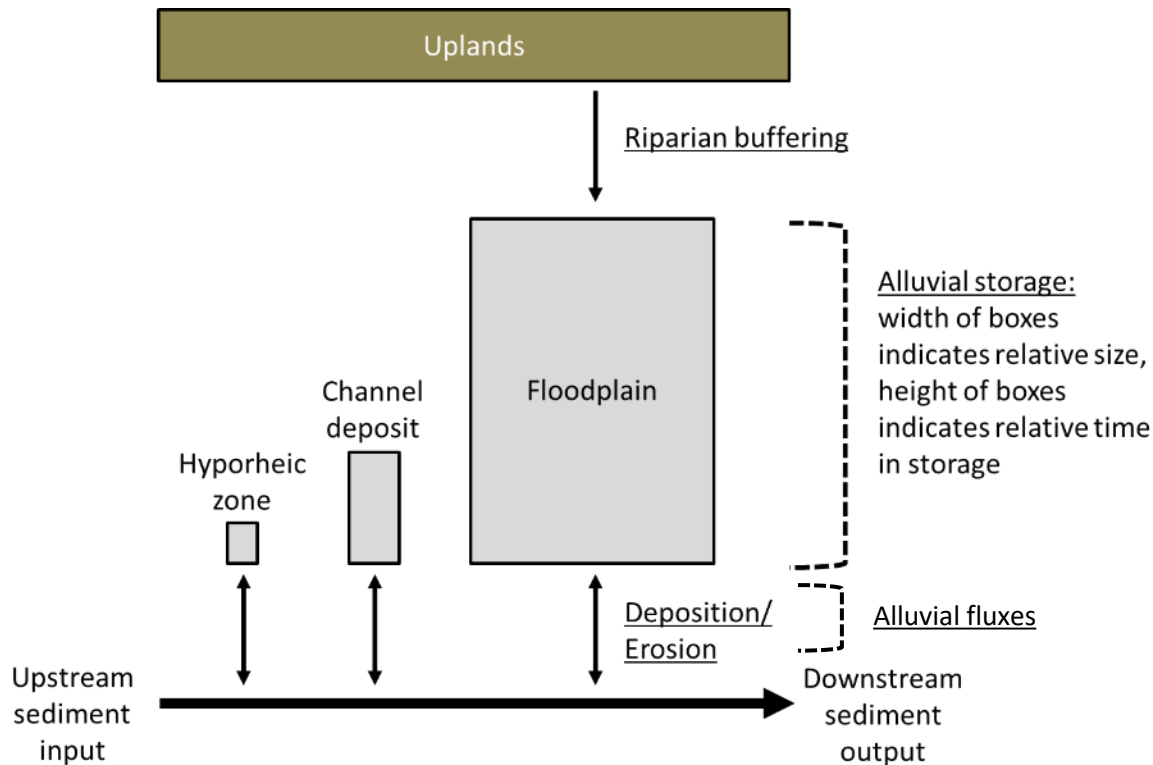 Uplands
Riparian buffering
Alluvial storage:
width of boxes
indicates relative size,
height of boxes
indicates relative time
in storage
Floodplain
Channel
deposit
Hyporheic
zone
Deposition/
Erosion
Alluvial fluxes
Upstream
sediment
input
Downstream
sediment
output